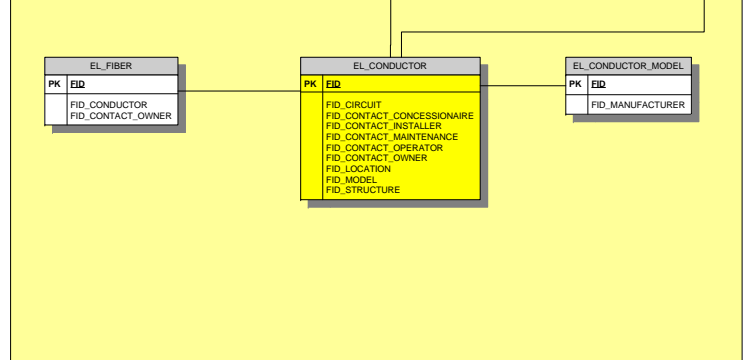 EL_FIBER
PK FID
FID_CONDUCTOR
FID_CONTACT_OWNER
EL_CONDUCTOR
PK FID
FID_CIRCUIT
FID_CONTACT_CONCESSIONAIRE
FID_CONTACT_INSTALLER
FID_CONTACT_MAINTENANCE
FID_CONTACT_OPERATOR
FID_CONTACT_OWNER
FID_LOCATION
FID_MODEL
FID_STRUCTURE
EL_CONDUCTOR_MODEL
PK FID
FID_MANUFACTURER